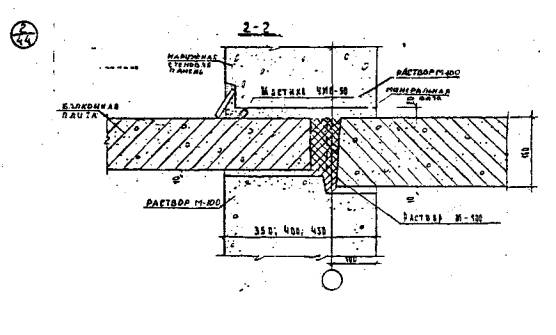 2
44
2-2
НАРУЖНАЯ
СТЕНОВАЯ
ПАНЕЛЬ
РАСТВОР М-100
МИНЕРАЛЬНАЯ
ВАТА
БАЛКОННАЯ
ПЛИТА
РАСТВОР М-100
РАСТВОР М-100
350; 400; 450
100